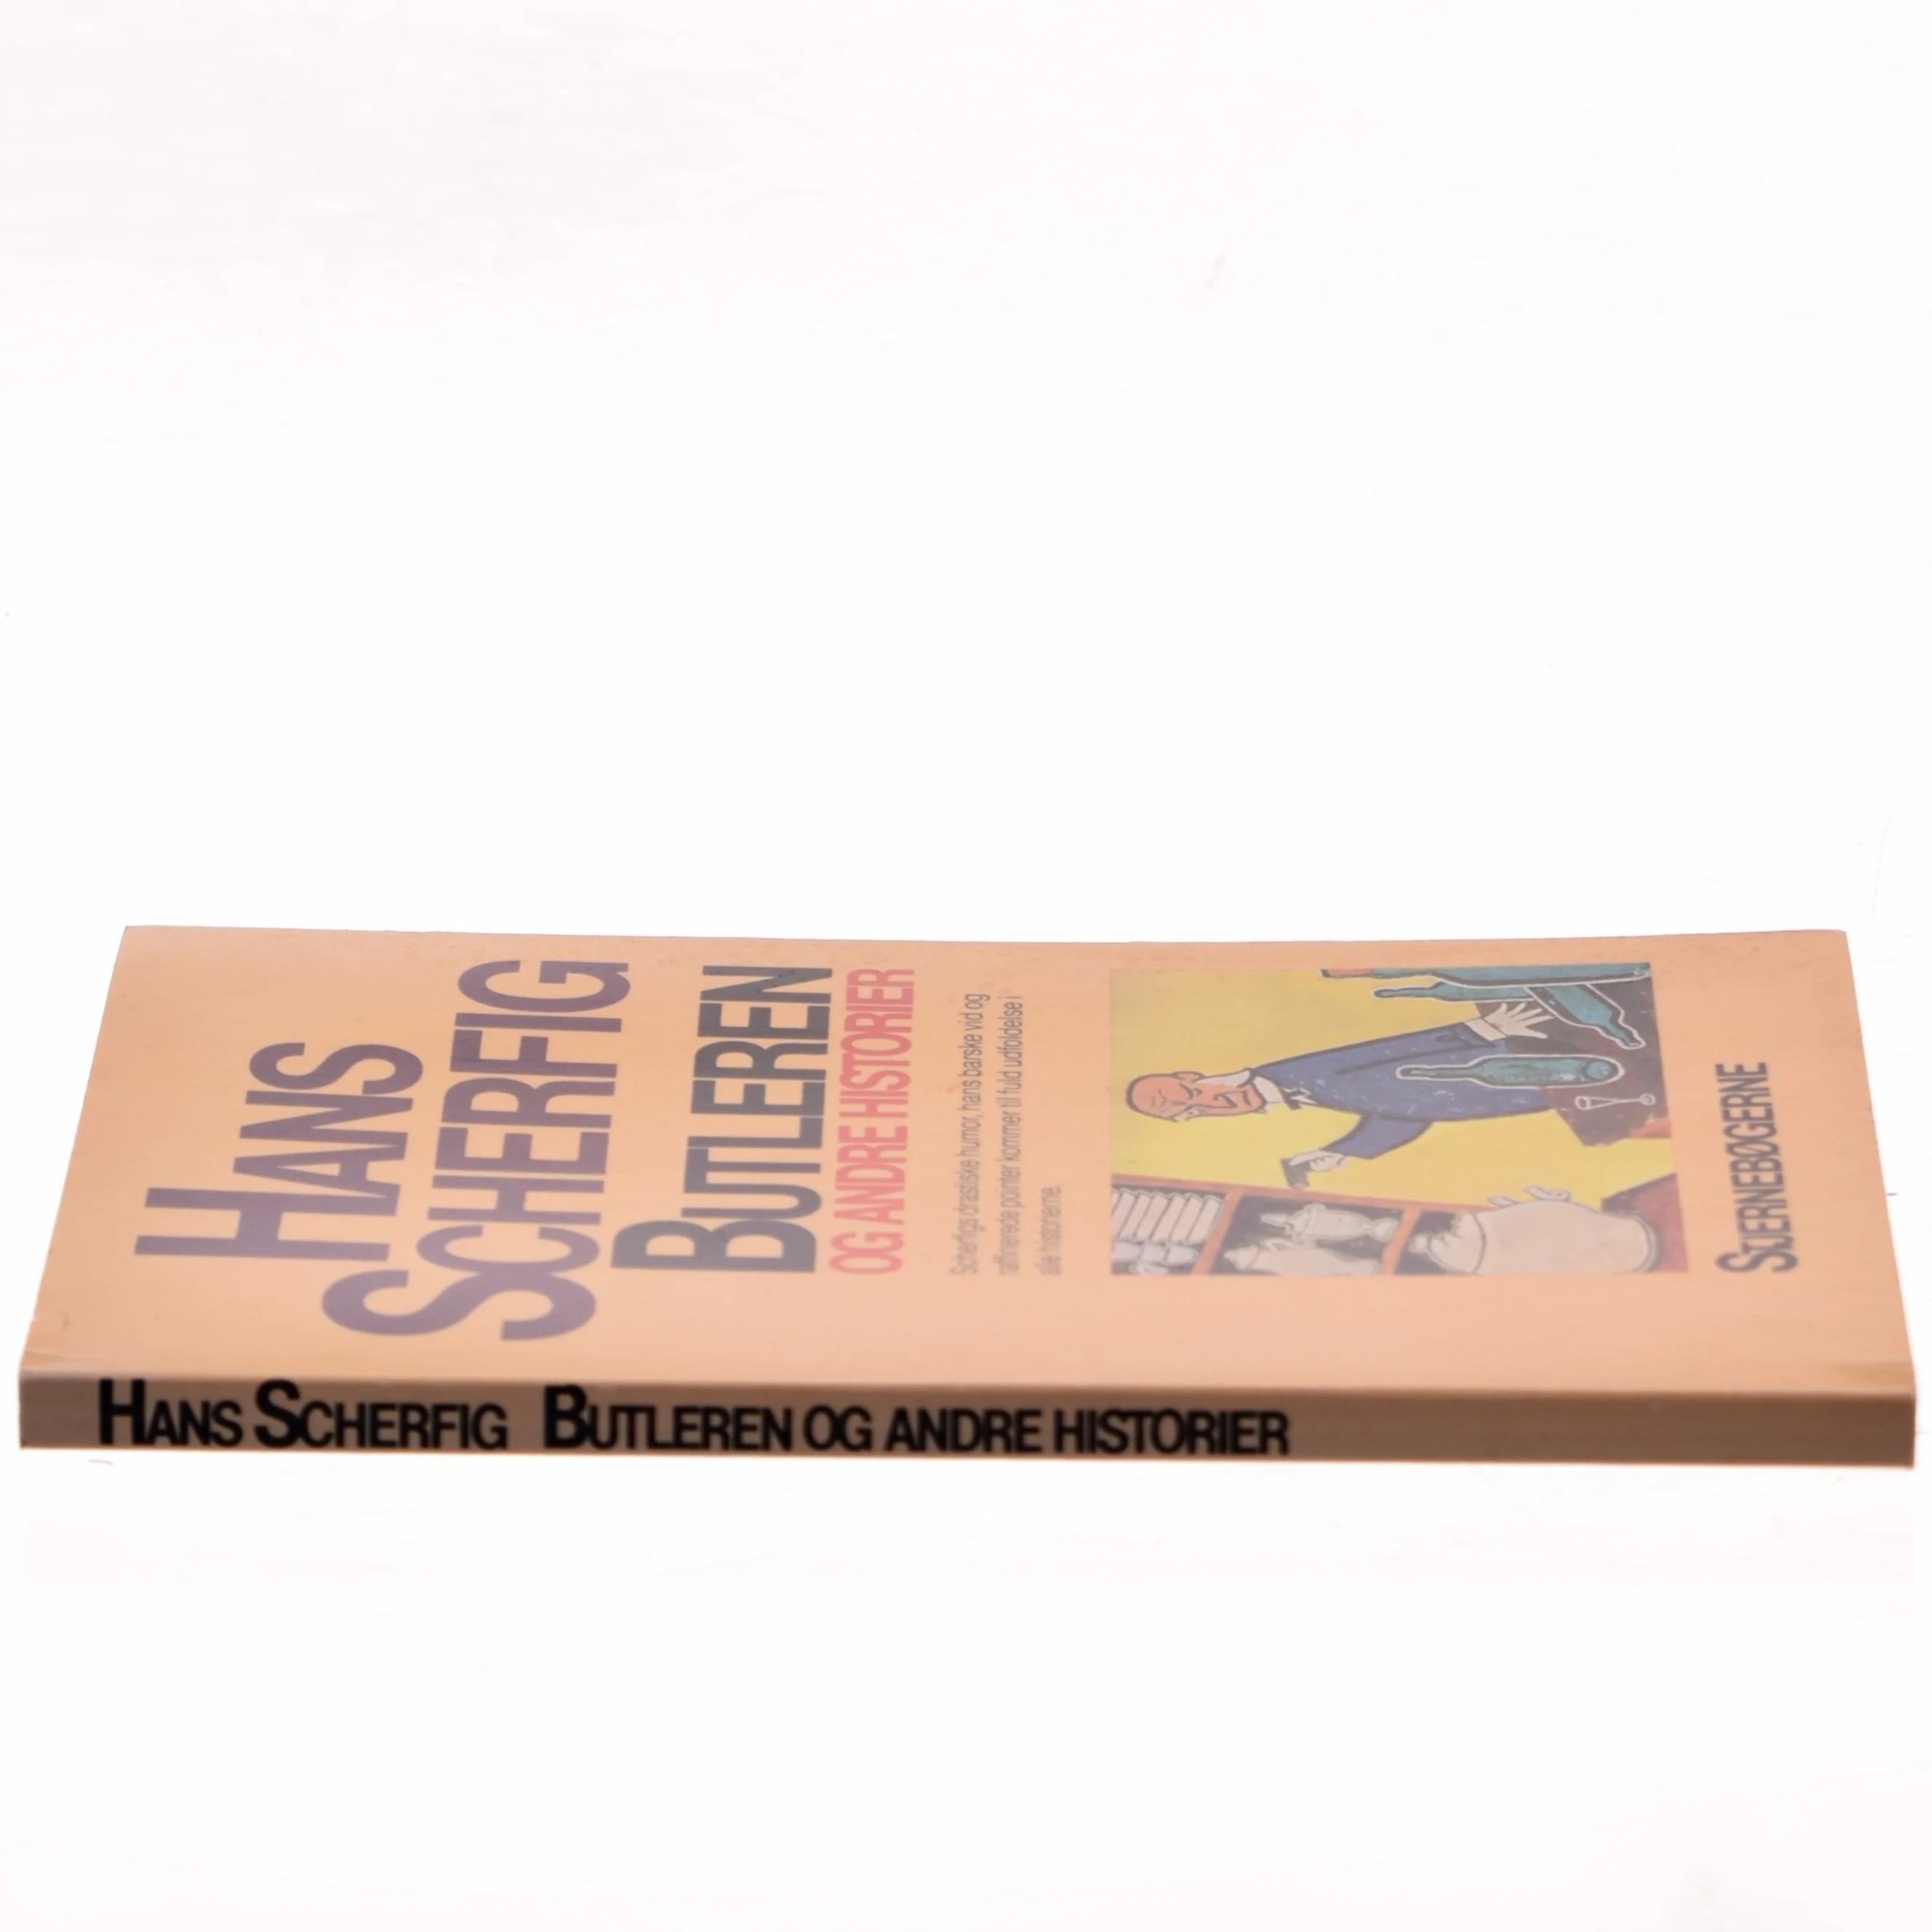 HANS
SCHERFIG
BUTLEREN
OG ANDRE HISTORIER
Scherfigs drastiske humor, hans barske vid og
raffinerede pointer kommer til fuld udfoldelse i
alle historierne.
STJERNEBØGERNE
HANS SCHERFIG BUTLEREN OG ANDRE HISTORIER